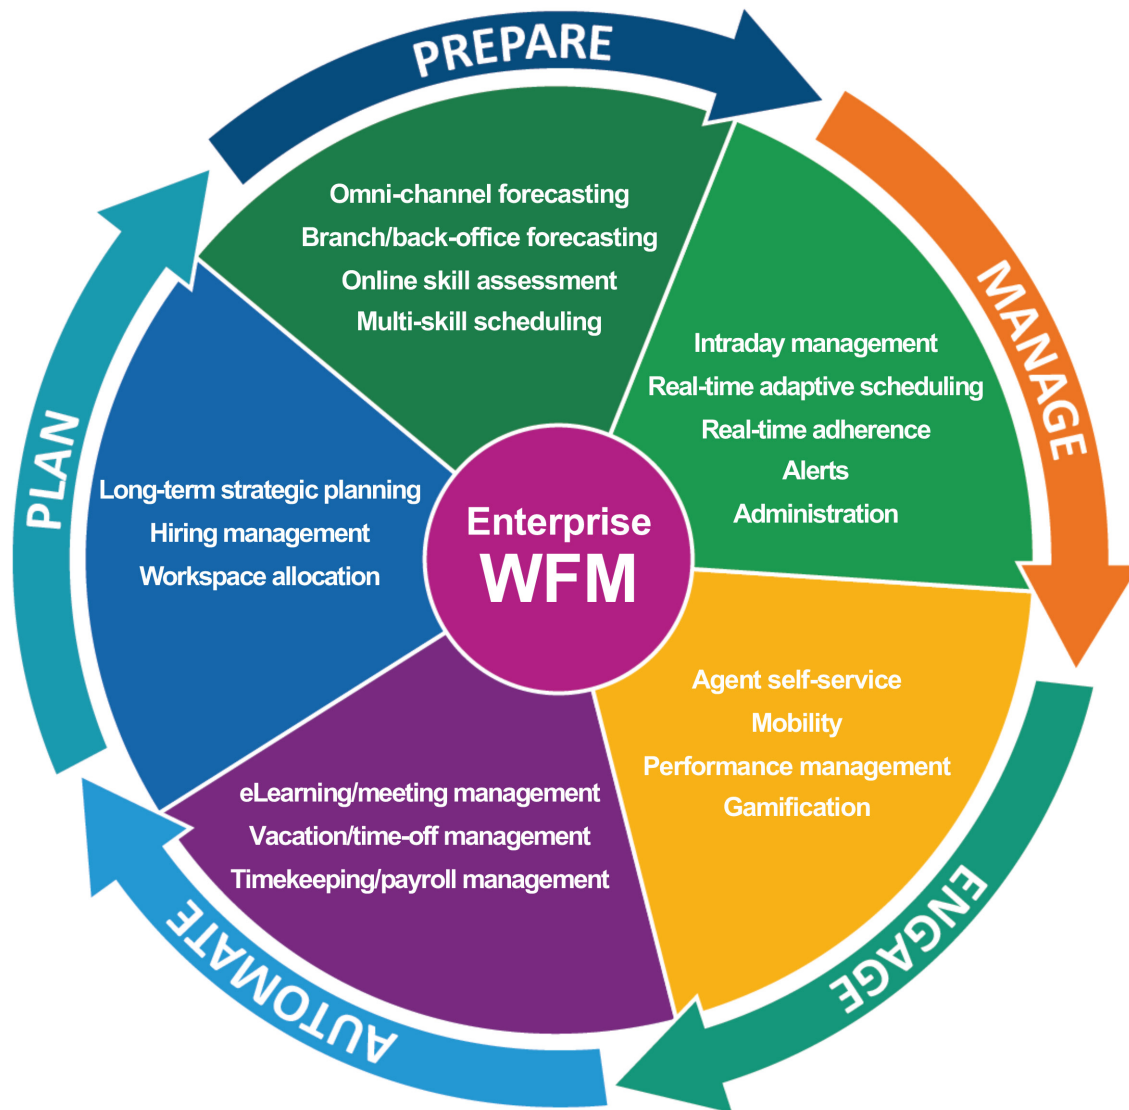 PREPARE
Omni-channel forecasting
Branch/back-office forecasting
Online skill assessment
Multi-skill scheduling
MANAGE
Intraday management
Real-time adaptive scheduling
Real-time adherence
Alerts
Administration
ENGAGE
Agent self-service
Mobility
Performance management
Gamification
AUTOMATE
eLearning/meeting management
Vacation/time-off management
Timekeeping/payroll management
PLAN
Long-term strategic planning
Hiring management
Workspace allocation
Enterprise
WFM